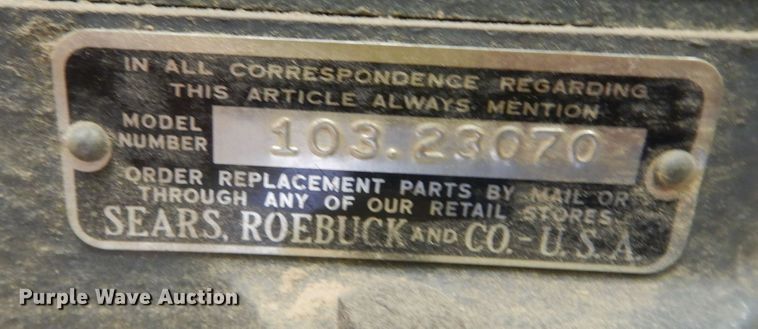 IN ALL CORRESPONDENCE REGARDING
THIS ARTICLE ALWAYS MENTION
MODEL NUMBER 103.23070
ORDER REPLACEMENT PARTS BY MAIL OR
THROUGH ANY OF OUR RETAIL STORES.
SEARS, ROEBUCK AND CO. - U.S.A.
Purple Wave Auction